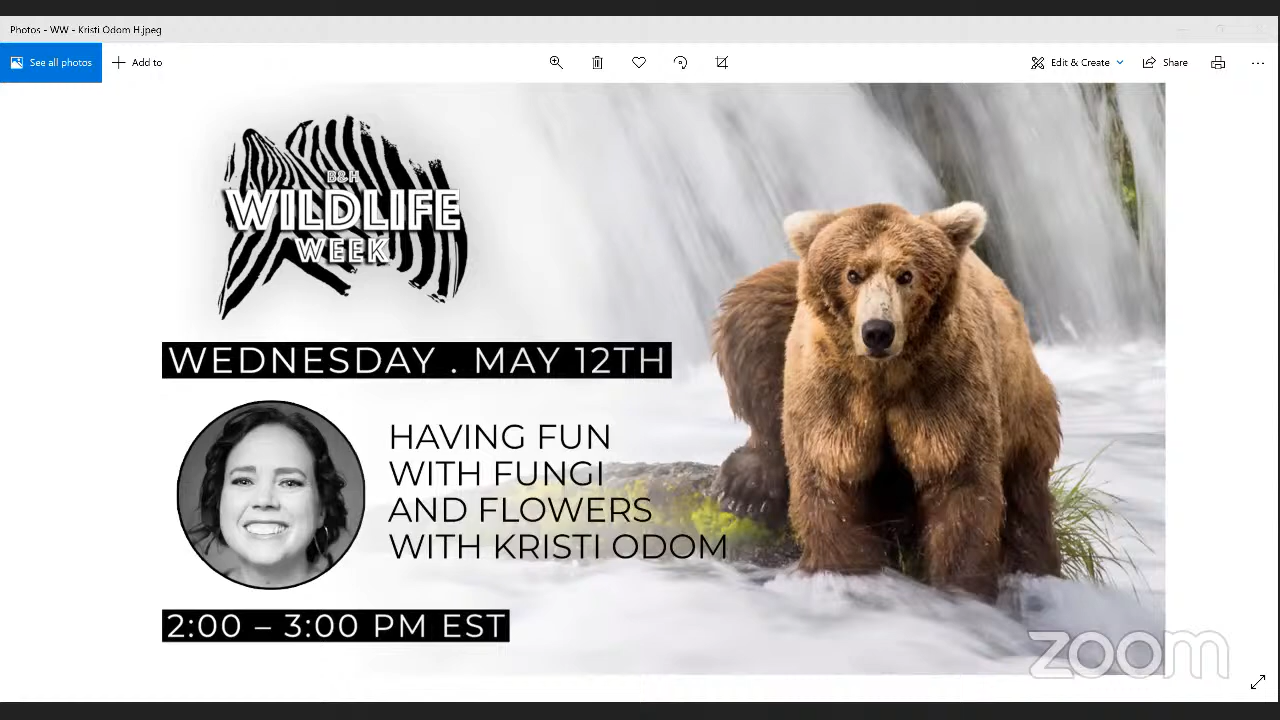 Photos - WW - Kristi Odom H.jpeg
See all photos
Add to
Edit & Create
Share
B&H
WILDLIFE
WEEK
WEDNESDAY . MAY 12TH
HAVING FUN
WITH FUNGI
AND FLOWERS
WITH KRISTI ODOM
2:00 – 3:00 PM EST
zoom